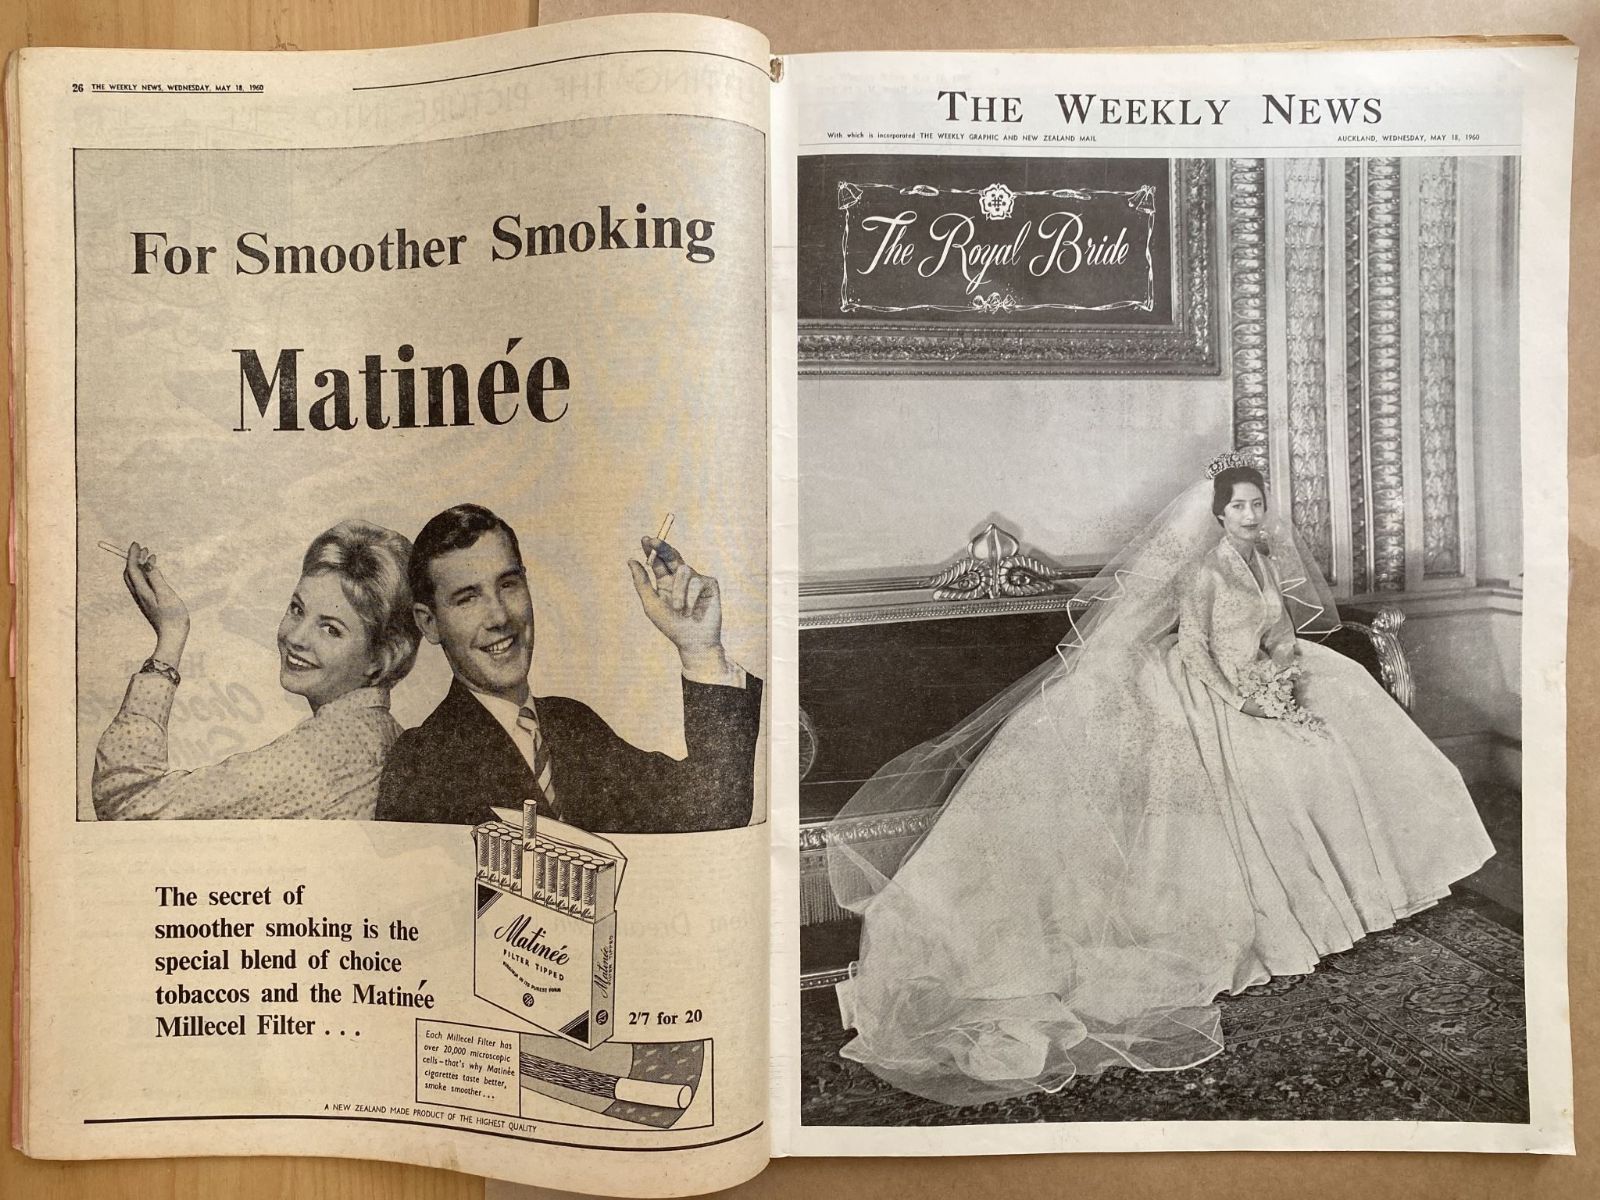 26 THE WEEKLY NEWS, WEDNESDAY, MAY 18, 1960
For Smoother Smoking
Matinée
The secret of
smoother smoking is the
special blend of choice
tobaccos and the Matinée
Millecel Filter . . .
Matinée
FILTER TIPPED
Matinée
2'7 for 20
Each Millecel Filter has
over 20,000 microscopic
cells—that's why Matinée
cigarettes taste better,
smoke smoother...
A NEW ZEALAND MADE PRODUCT OF THE HIGHEST QUALITY
THE WEEKLY NEWS
With which is incorporated THE WEEKLY GRAPHIC AND NEW ZEALAND MAIL
AUCKLAND, WEDNESDAY, MAY 18, 1960
The Royal Bride